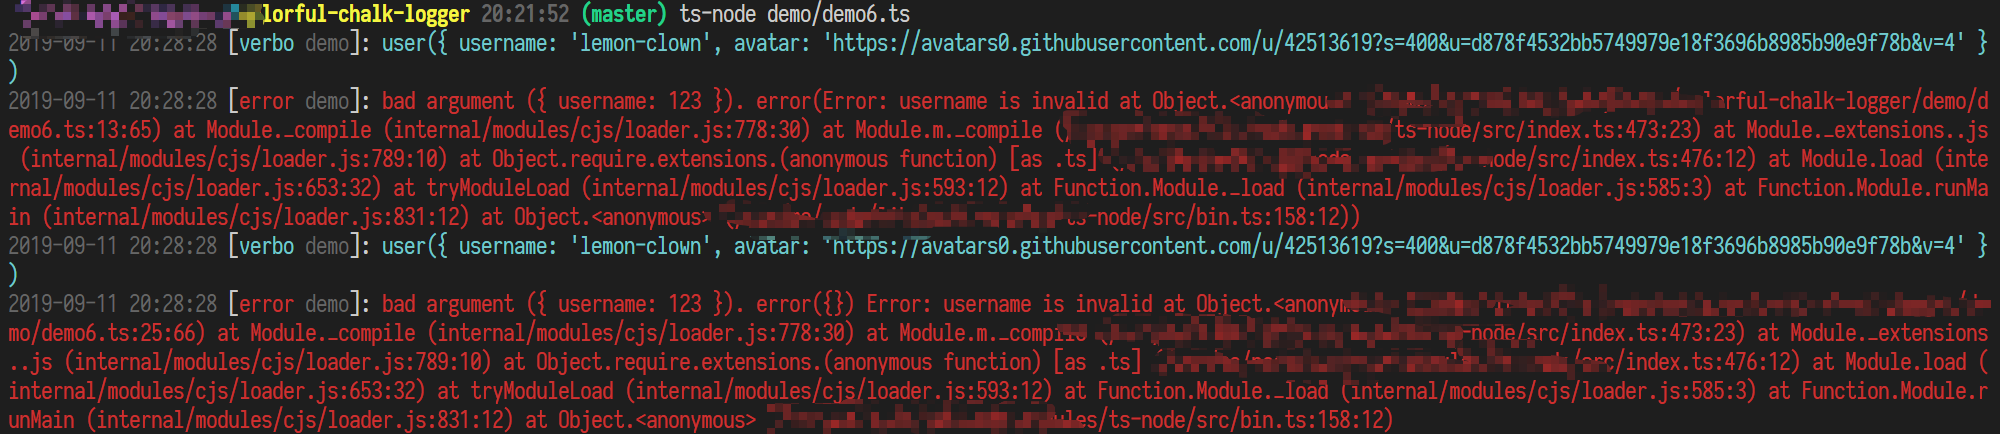 lorful-chalk-logger 20:21:52 (master) ts-node demo/demo6.ts
2019-09-11 20:28:28 [verbo demo]: user({ username: 'lemon-clown', avatar: 'https://avatars0.githubusercontent.com/u/42513619?s=400&u=d878f4532bb5749979e18f3696b8985b90e9f78b&v=4' }
)
2019-09-11 20:28:28 [error demo]: bad argument ({ username: 123 }). error(Error: username is invalid at Object.<anonymou lorful-chalk-logger/demo/d
emo6.ts:13:65) at Module._compile (internal/modules/cjs/loader.js:778:30) at Module.m._compile ( /ts-node/src/index.ts:473:23) at Module._extensions..js
(internal/modules/cjs/loader.js:789:10) at Object.require.extensions.(anonymous function) [as .ts] node/src/index.ts:476:12) at Module.load (inte
rnal/modules/cjs/loader.js:653:32) at tryModuleLoad (internal/modules/cjs/loader.js:593:12) at Function.Module._load (internal/modules/cjs/loader.js:585:3) at Function.Module.runMa
in (internal/modules/cjs/loader.js:831:12) at Object.<anonymous> ( ts-node/src/bin.ts:158:12))
2019-09-11 20:28:28 [verbo demo]: user({ username: 'lemon-clown', avatar: 'https://avatars0.githubusercontent.com/u/42513619?s=400&u=d878f4532bb5749979e18f3696b8985b90e9f78b&v=4' }
)
2019-09-11 20:28:28 [error demo]: bad argument ({ username: 123 }). error({}) Error: username is invalid at Object.<anonym
mo/demo6.ts:25:66) at Module._compile (internal/modules/cjs/loader.js:778:30) at Module.m._compile -node/src/index.ts:473:23) at Module._extensions
..js (internal/modules/cjs/loader.js:789:10) at Object.require.extensions.(anonymous function) [as .ts] src/index.ts:476:12) at Module.load (
internal/modules/cjs/loader.js:653:32) at tryModuleLoad (internal/modules/cjs/loader.js:593:12) at Function.Module._load (internal/modules/cjs/loader.js:585:3) at Function.Module.r
unMain (internal/modules/cjs/loader.js:831:12) at Object.<anonymous> les/ts-node/src/bin.ts:158:12)